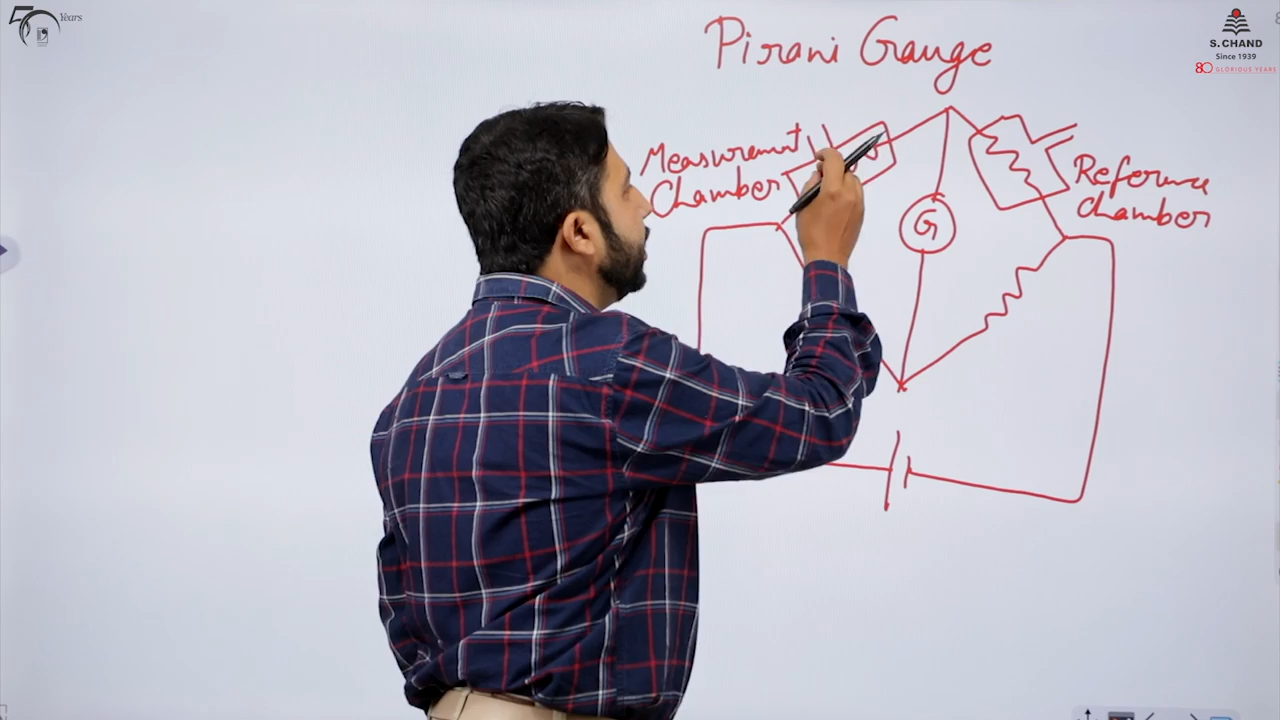 50 Years
S. CHAND
Since 1939
80 GLORIOUS YEARS
Pirani Gauge
Measurement
Chamber
Reference
Chamber
G